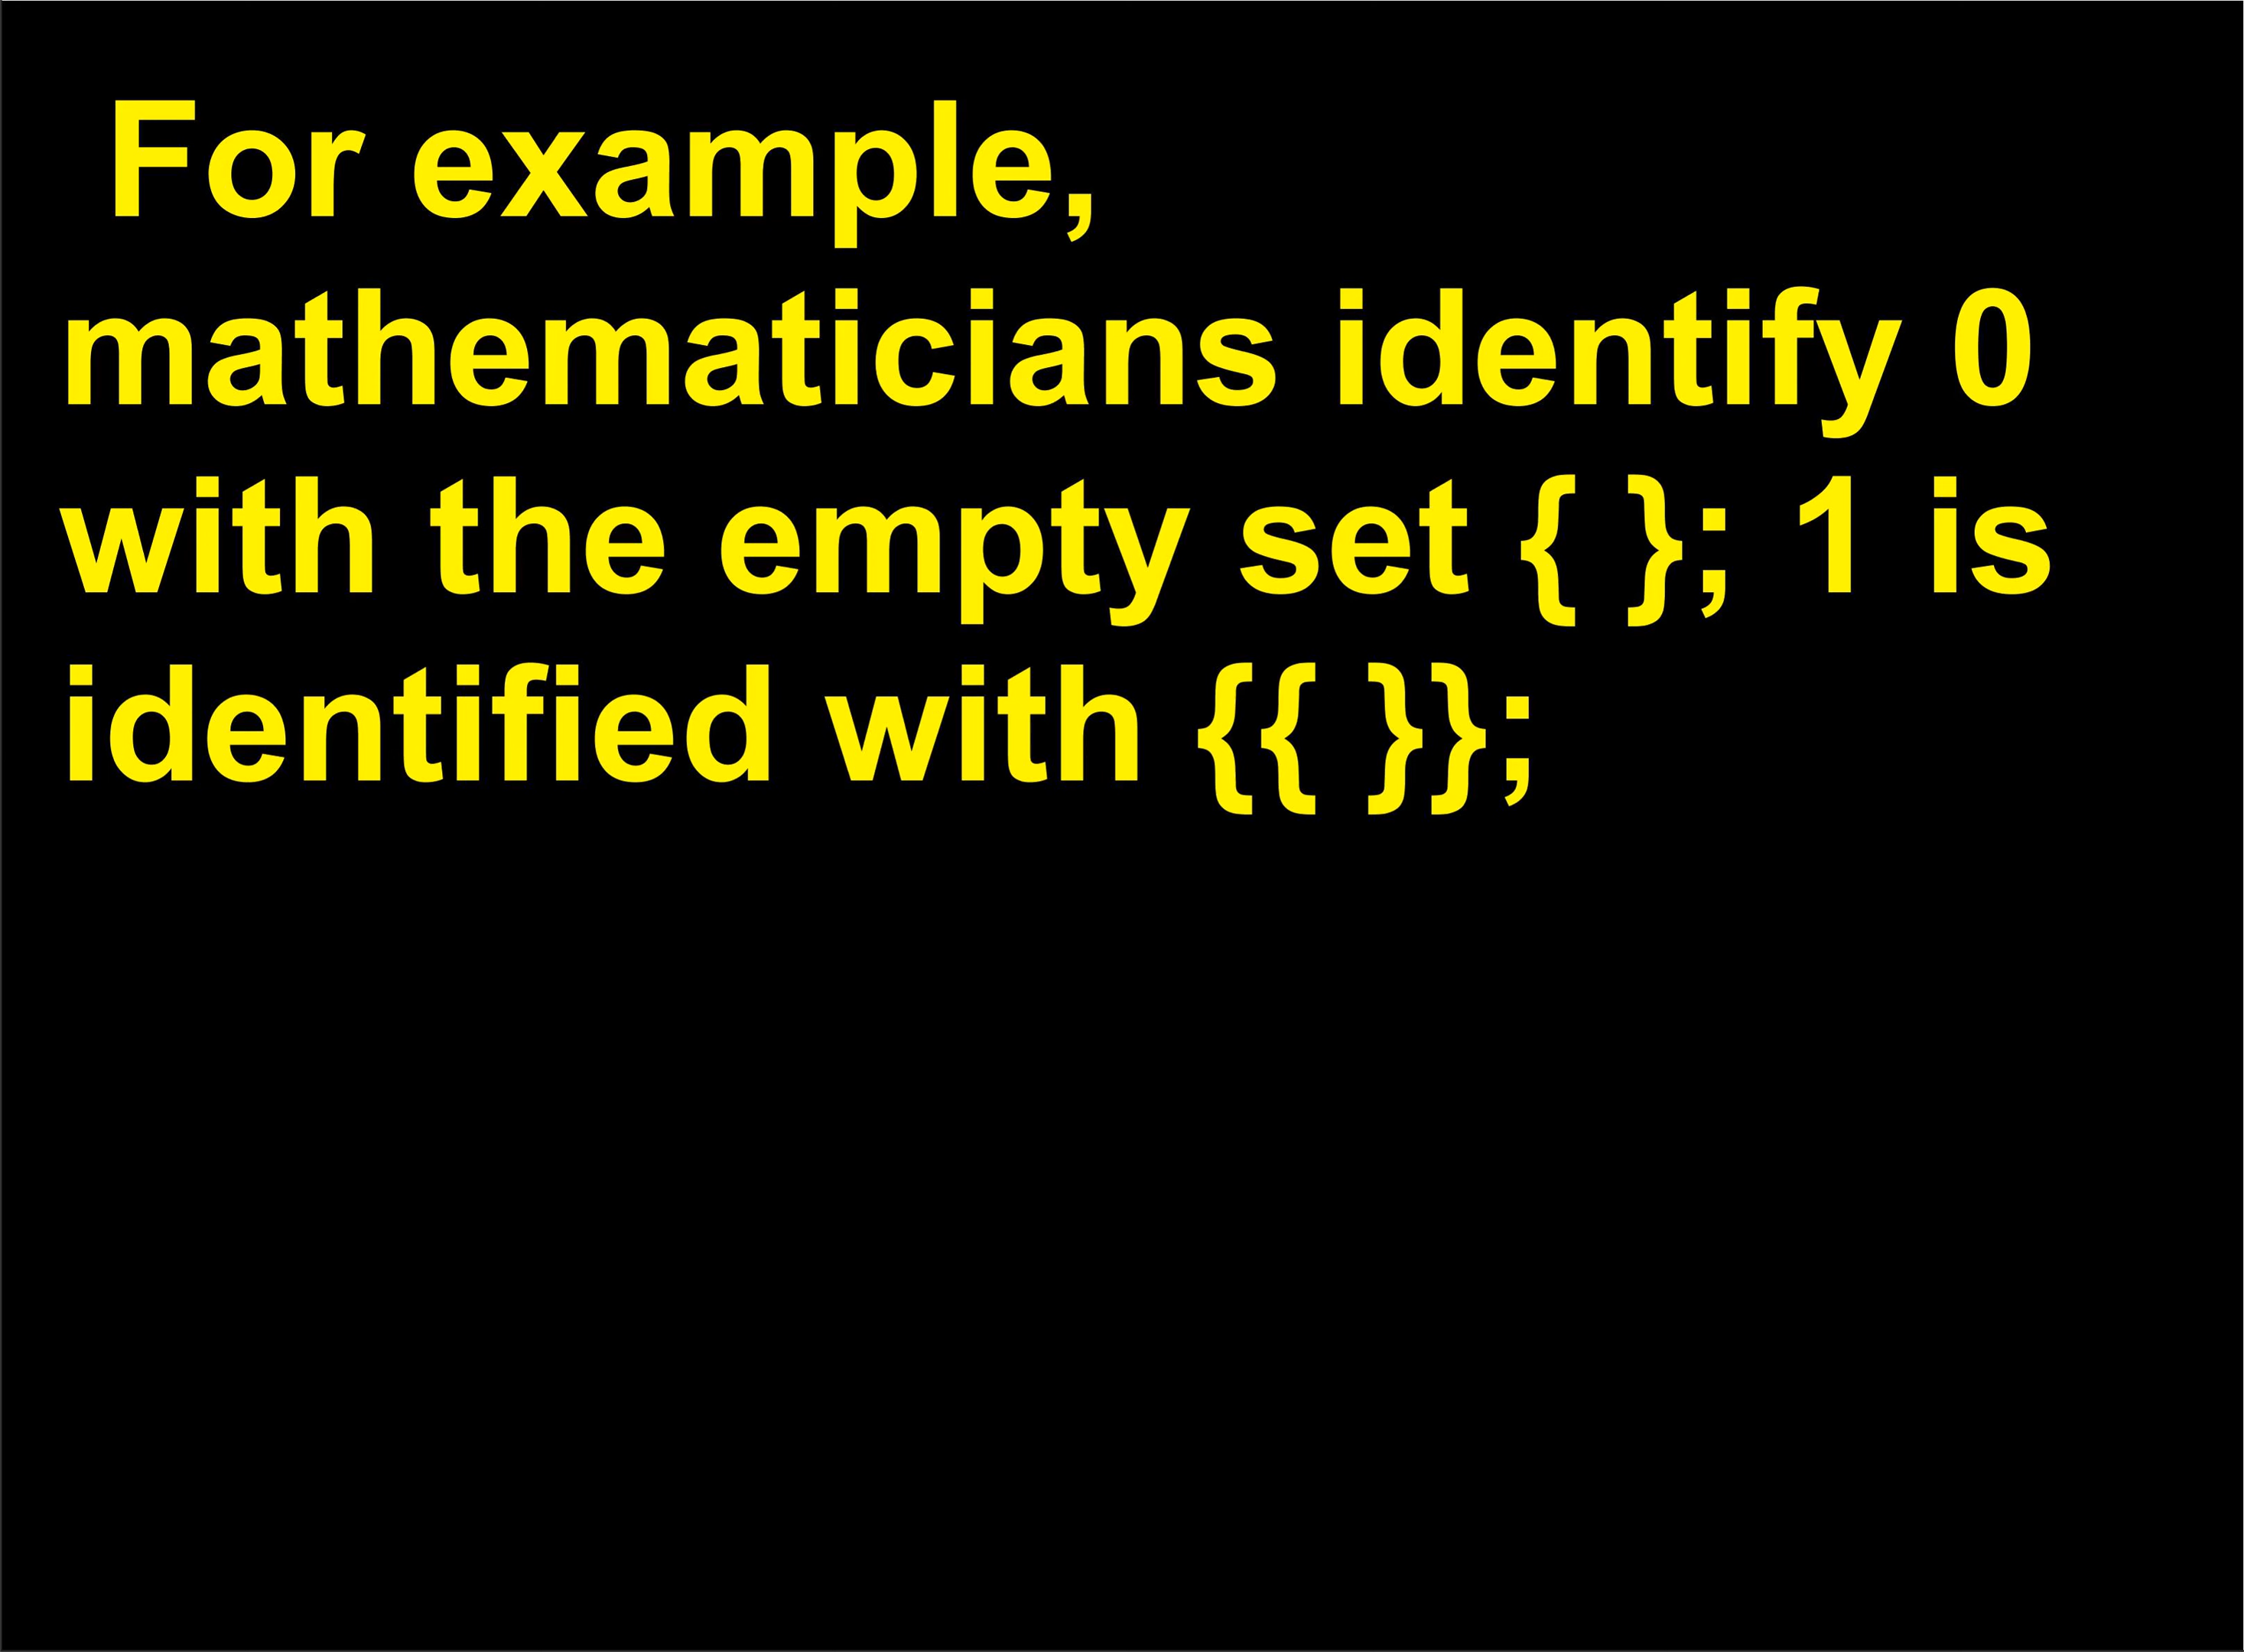 For example,
mathematicians identify 0
with the empty set { }; 1 is
identified with {{ }};